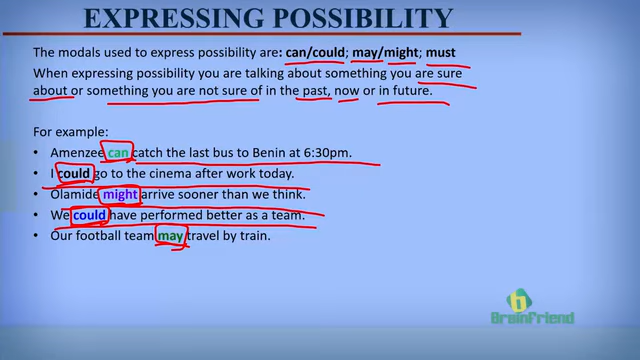 EXPRESSING POSSIBILITY
The modals used to express possibility are: can/could; may/might; must
When expressing possibility you are talking about something you are sure
about or something you are not sure of in the past, now or in future.
For example:
• Amenzee can catch the last bus to Benin at 6:30pm.
• I could go to the cinema after work today.
• Olamide might arrive sooner than we think.
• We could have performed better as a team.
• Our football team may travel by train.
b
BrainFriend